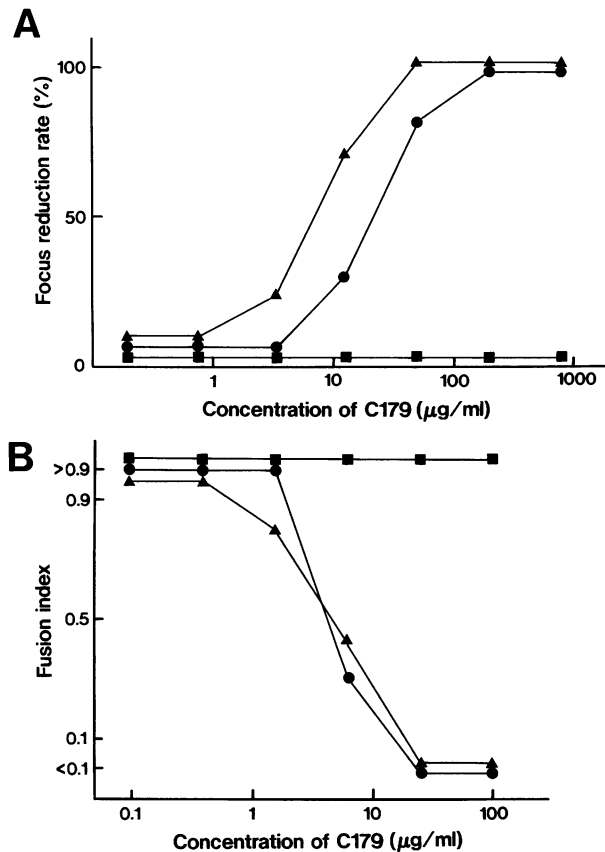 A
Focus reduction rate (%)
100
50
0
1
10
100
1000
Concentration of C179 (μg/ml)
B
Fusion index
>0.9
0.9
0.5
0.1
<0.1
0.1
1
10
100
Concentration of C179 (μg/ml)